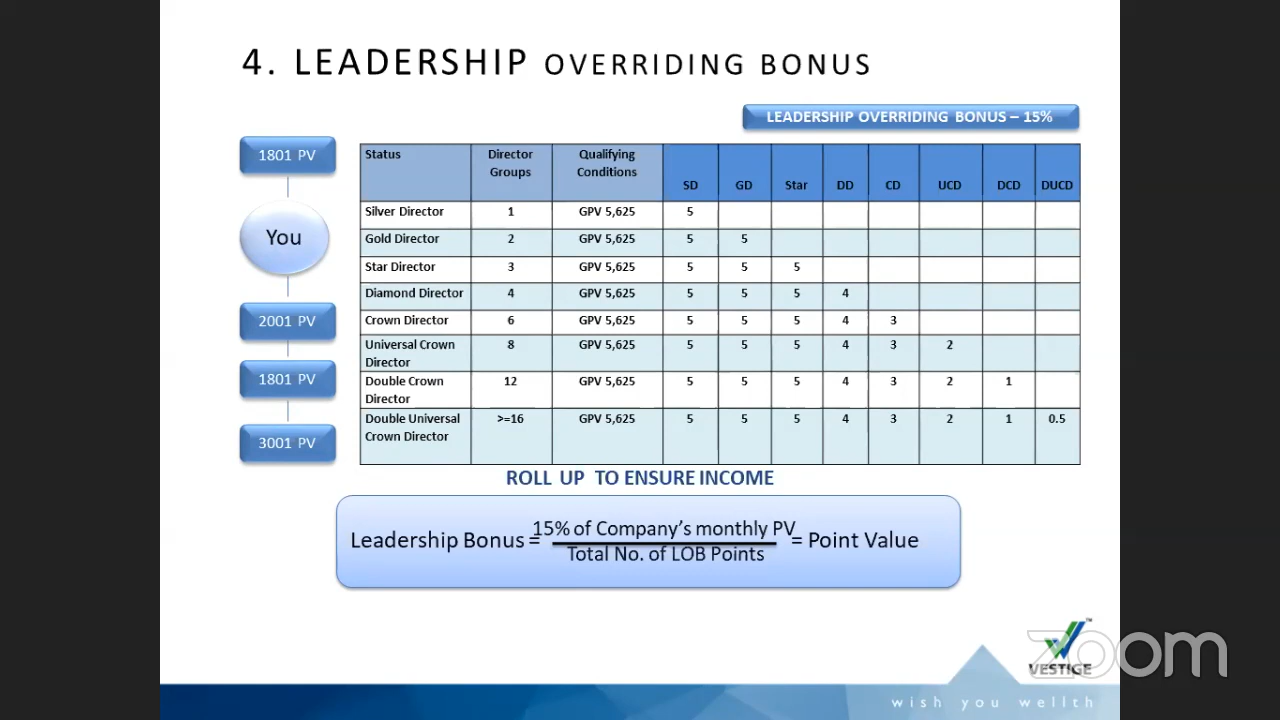 4. LEADERSHIP OVERRIDING BONUS
LEADERSHIP OVERRIDING BONUS – 15%
1801 PV
You
2001 PV
1801 PV
3001 PV
Status Director Groups Qualifying Conditions SD GD Star DD CD UCD DCD DUCD
Silver Director 1 GPV 5,625 5
Gold Director 2 GPV 5,625 5 5
Star Director 3 GPV 5,625 5 5 5
Diamond Director 4 GPV 5,625 5 5 5 4
Crown Director 6 GPV 5,625 5 5 5 4 3
Universal Crown Director 8 GPV 5,625 5 5 5 4 3 2
Double Crown Director 12 GPV 5,625 5 5 5 4 3 2 1
Double Universal Crown Director >=16 GPV 5,625 5 5 5 4 3 2 1 0.5
ROLL UP TO ENSURE INCOME
15% of Company's monthly PV
Leadership Bonus = = Point Value
Total No. of LOB Points
zoom
VESTIGE
TM
wish you wellth